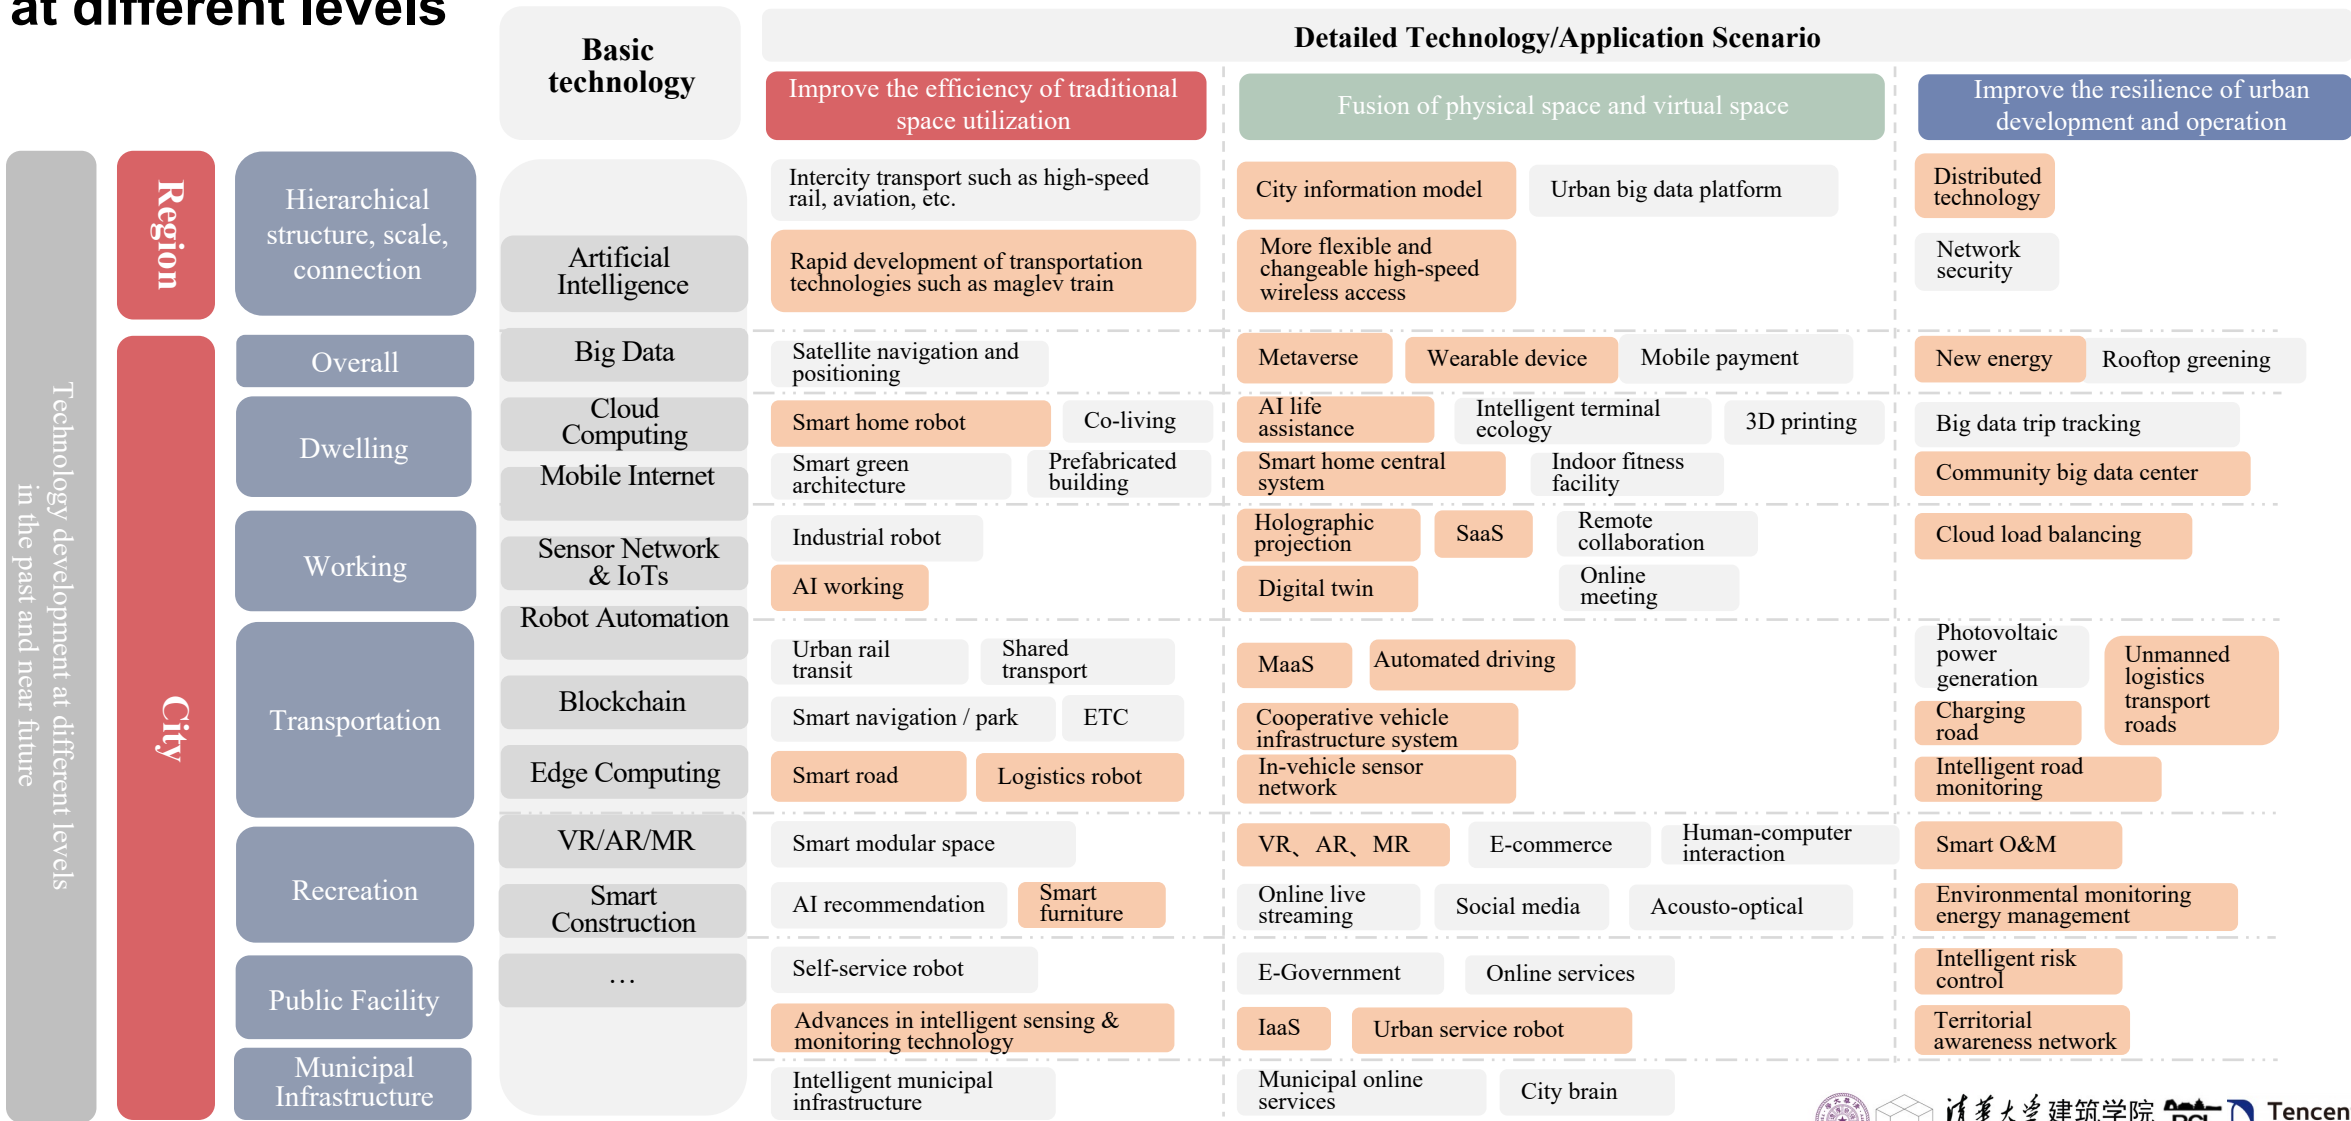 at different levels
Basic
technology
Detailed Technology/Application Scenario
Improve the efficiency of traditional
space utilization
Fusion of physical space and virtual space
Improve the resilience of urban
development and operation
Technology development at different levels
in the past and near future
Region
Hierarchical
structure, scale,
connection
City
Overall
Dwelling
Working
Transportation
Recreation
Public Facility
Municipal
Infrastructure
Artificial
Intelligence
Big Data
Cloud
Computing
Mobile Internet
Sensor Network
& IoTs
Robot Automation
Blockchain
Edge Computing
VR/AR/MR
Smart
Construction
...
Intercity transport such as high-speed
rail, aviation, etc.
Rapid development of transportation
technologies such as maglev train
City information model
Urban big data platform
More flexible and
changeable high-speed
wireless access
Distributed
technology
Network
security
Satellite navigation and
positioning
Metaverse
Wearable device
Mobile payment
New energy
Rooftop greening
Smart home robot
Co-living
Smart green
architecture
Prefabricated
building
AI life
assistance
Intelligent terminal
ecology
3D printing
Smart home central
system
Indoor fitness
facility
Big data trip tracking
Community big data center
Industrial robot
AI working
Holographic
projection
SaaS
Remote
collaboration
Digital twin
Online
meeting
Cloud load balancing
Urban rail
transit
Shared
transport
Smart navigation / park
ETC
Smart road
Logistics robot
MaaS
Automated driving
Cooperative vehicle
infrastructure system
In-vehicle sensor
network
Photovoltaic
power
generation
Unmanned
logistics
transport
roads
Charging
road
Intelligent road
monitoring
Smart modular space
AI recommendation
Smart
furniture
VR、AR、MR
E-commerce
Human-computer
interaction
Online live
streaming
Social media
Acousto-optical
Smart O&M
Environmental monitoring
energy management
Self-service robot
Advances in intelligent sensing &
monitoring technology
E-Government
Online services
IaaS
Urban service robot
Intelligent risk
control
Territorial
awareness network
Intelligent municipal
infrastructure
Municipal online
services
City brain
清華大学建筑学院
Tencen